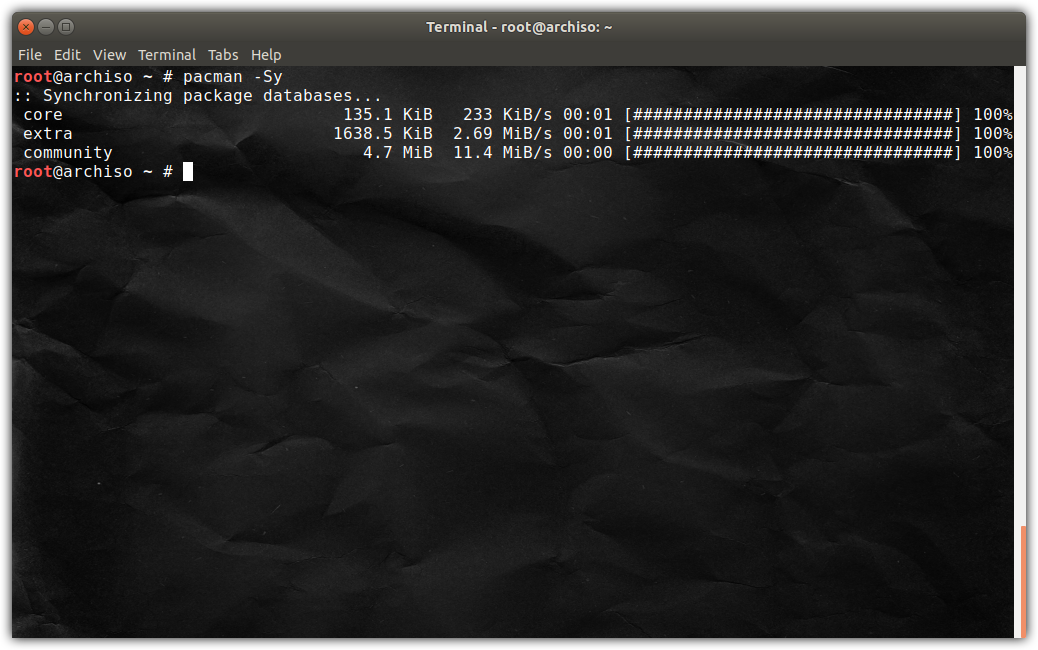 Terminal - root@archiso: ~
File Edit View Terminal Tabs Help
root@archiso ~ # pacman -Sy
:: Synchronizing package databases...
core 135.1 KiB 233 KiB/s 00:01 [################################] 100%
extra 1638.5 KiB 2.69 MiB/s 00:01 [################################] 100%
community 4.7 MiB 11.4 MiB/s 00:00 [################################] 100%
root@archiso ~ #